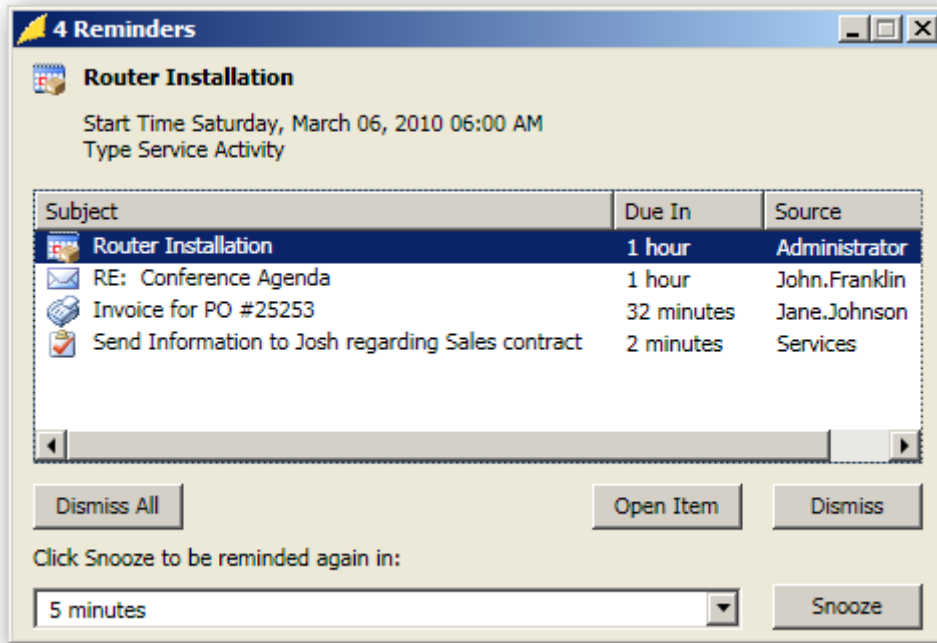 4 Reminders
Router Installation
Start Time Saturday, March 06, 2010 06:00 AM
Type Service Activity
Subject Due In Source
Router Installation 1 hour Administrator
RE: Conference Agenda 1 hour John.Franklin
Invoice for PO #25253 32 minutes Jane.Johnson
Send Information to Josh regarding Sales contract 2 minutes Services
Dismiss All Open Item Dismiss
Click Snooze to be reminded again in:
5 minutes Snooze